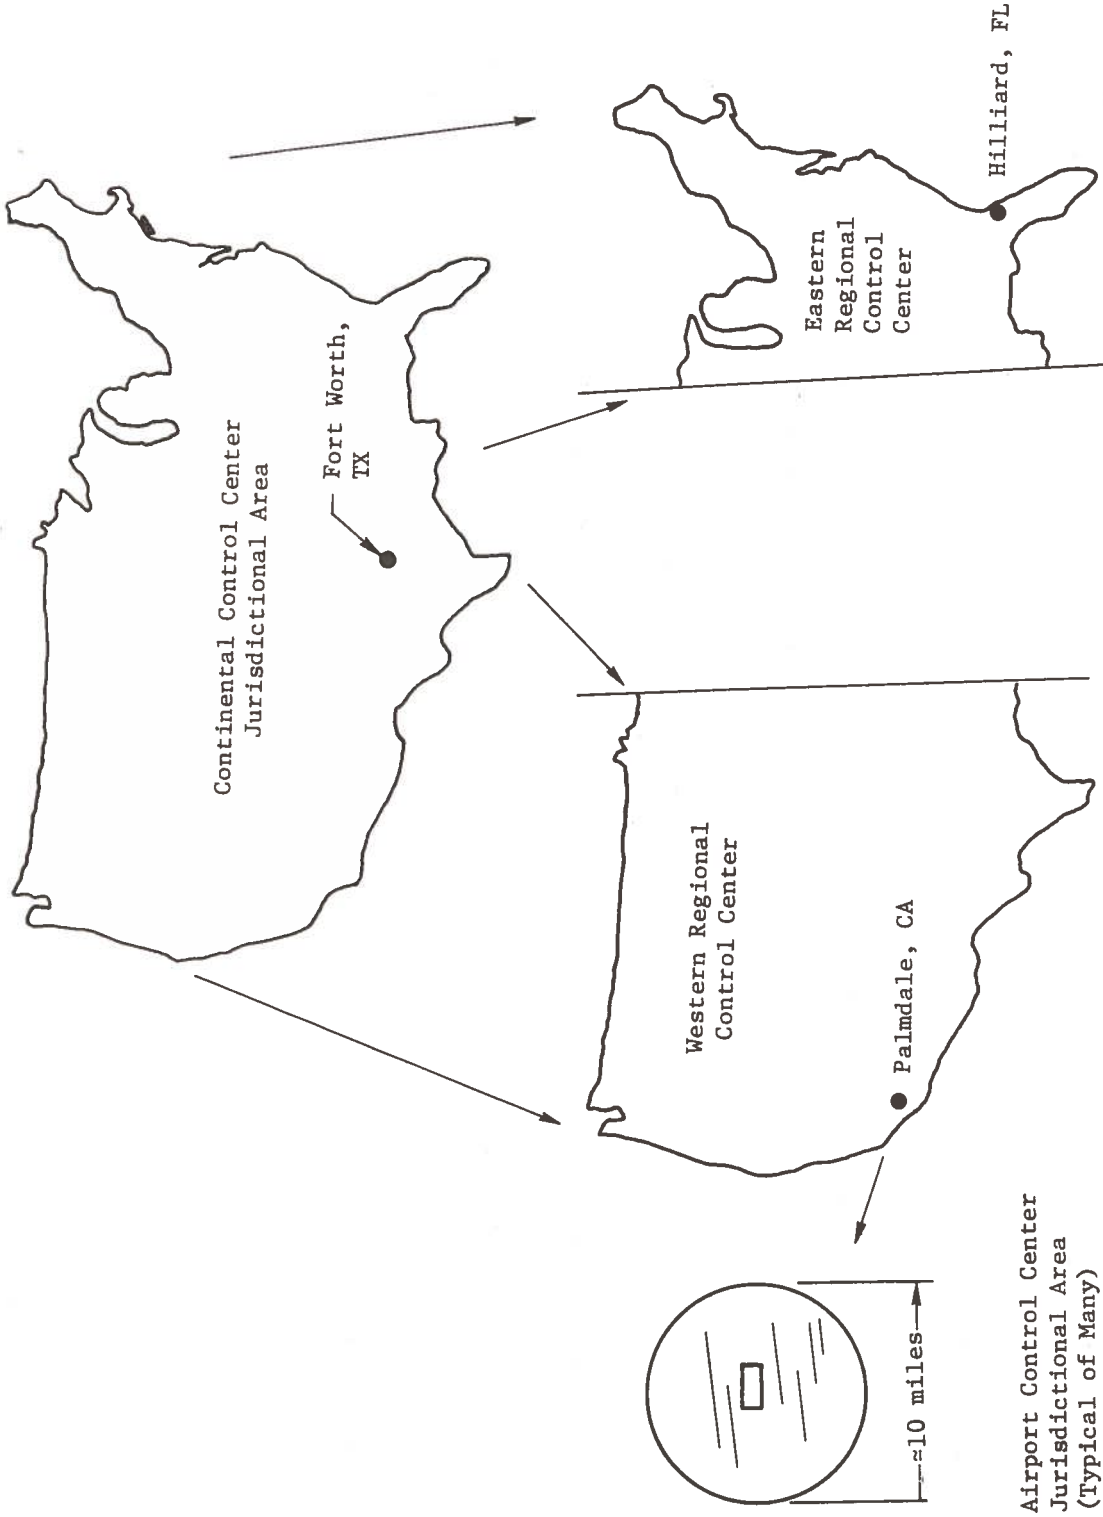 Continental Control Center
Jurisdictional Area
Fort Worth,
TX
Western Regional
Control Center
Palmdale, CA
Eastern
Regional
Control
Center
Hilliard, FL
≈10 miles
Airport Control Center
Jurisdictional Area
(Typical of Many)